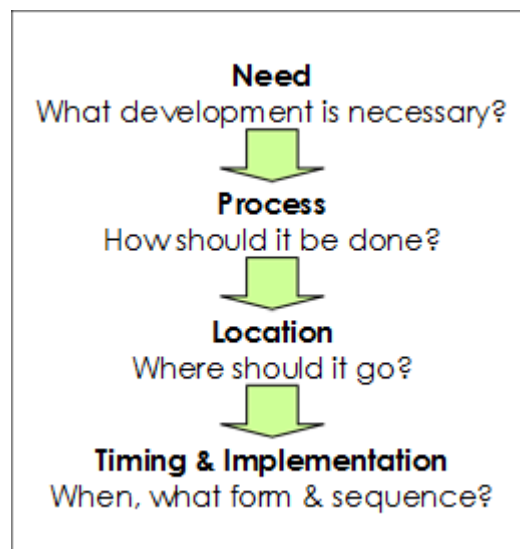 Need
What development is necessary?
Process
How should it be done?
Location
Where should it go?
Timing & Implementation
When, what form & sequence?